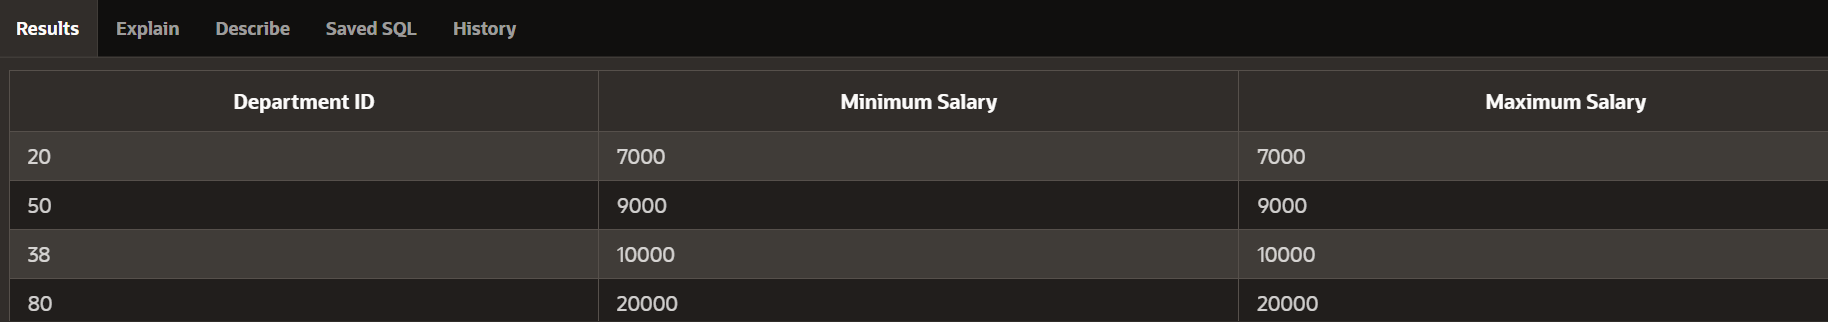 Results Explain Describe Saved SQL History
Department ID Minimum Salary Maximum Salary
20 7000 7000
50 9000 9000
38 10000 10000
80 20000 20000